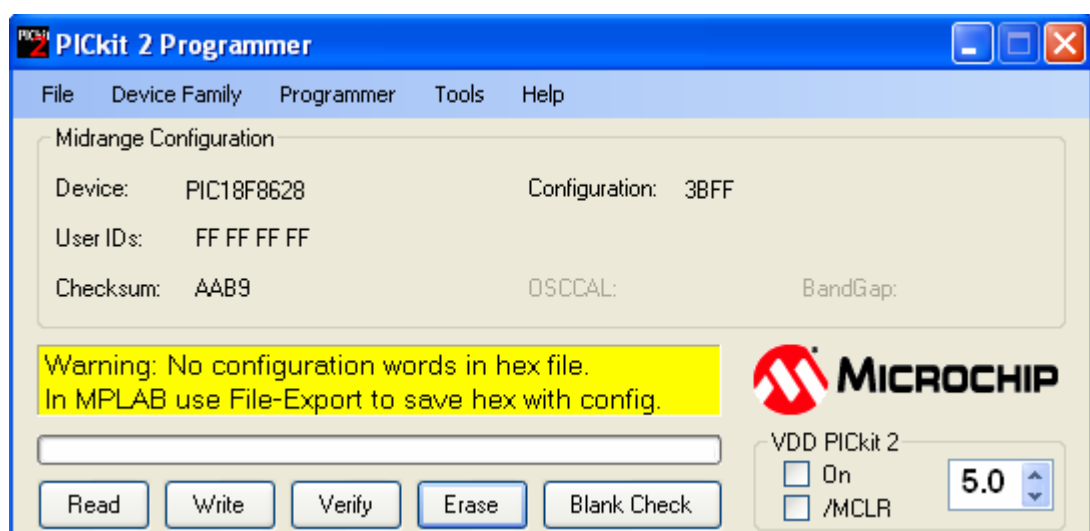 PICkit 2 Programmer
File Device Family Programmer Tools Help
Midrange Configuration
Device: PIC18F8628 Configuration: 3BFF
User IDs: FF FF FF FF
Checksum: AAB9 OSCCAL: BandGap:
Warning: No configuration words in hex file.
In MPLAB use File-Export to save hex with config.
MICROCHIP
VDD PICkit 2
On
/MCLR
5.0
Read Write Verify Erase Blank Check